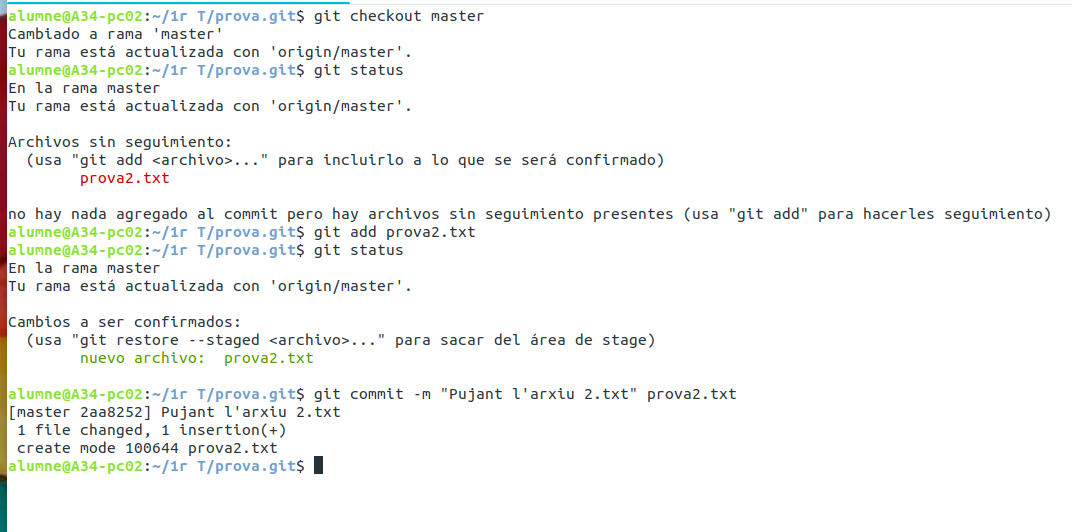 alumne@A34-pc02:~/1r T/prova.git$ git checkout master
Cambiado a rama 'master'
Tu rama está actualizada con 'origin/master'.
alumne@A34-pc02:~/1r T/prova.git$ git status
En la rama master
Tu rama está actualizada con 'origin/master'.
Archivos sin seguimiento:
  (usa "git add <archivo>..." para incluirlo a lo que se será confirmado)
        prova2.txt
no hay nada agregado al commit pero hay archivos sin seguimiento presentes (usa "git add" para hacerles seguimiento)
alumne@A34-pc02:~/1r T/prova.git$ git add prova2.txt
alumne@A34-pc02:~/1r T/prova.git$ git status
En la rama master
Tu rama está actualizada con 'origin/master'.
Cambios a ser confirmados:
  (usa "git restore --staged <archivo>..." para sacar del área de stage)
        nuevo archivo:  prova2.txt
alumne@A34-pc02:~/1r T/prova.git$ git commit -m "Pujant l'arxiu 2.txt" prova2.txt
[master 2aa8252] Pujant l'arxiu 2.txt
 1 file changed, 1 insertion(+)
 create mode 100644 prova2.txt
alumne@A34-pc02:~/1r T/prova.git$